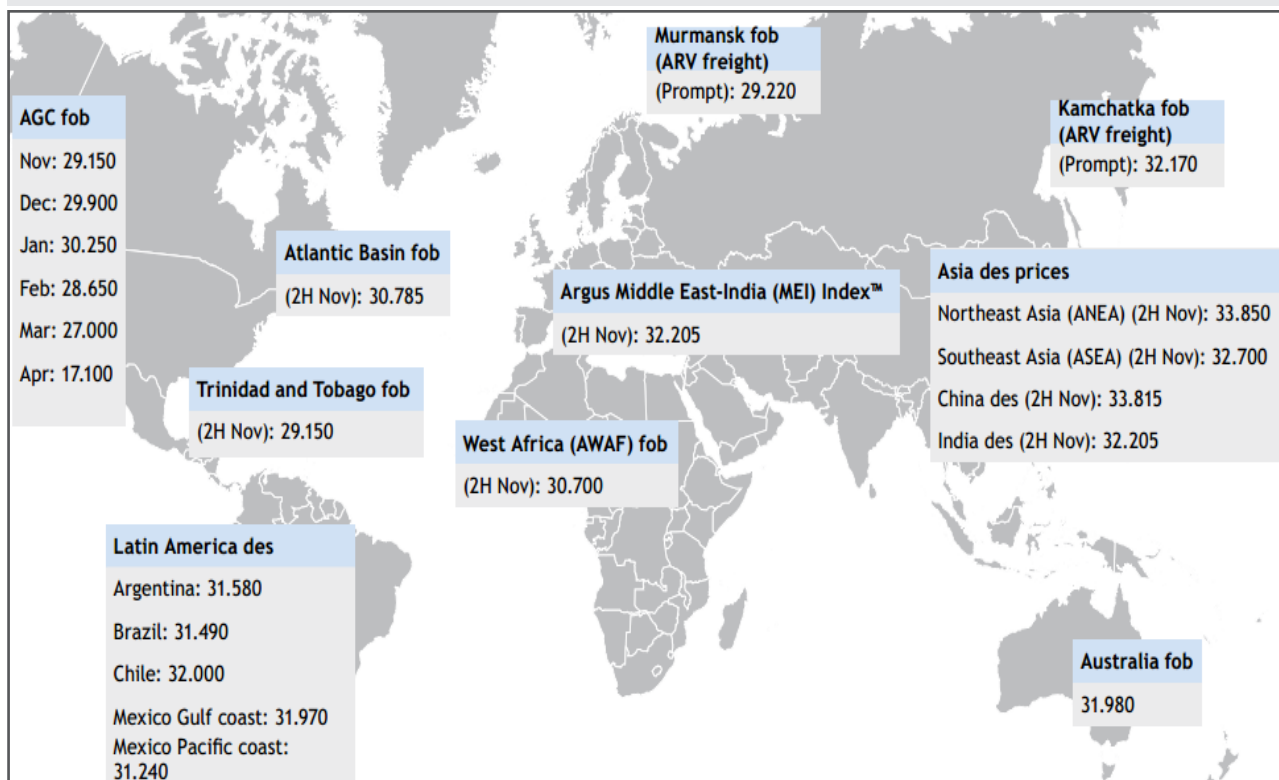 Murmansk fob
(ARV freight)
(Prompt): 29.220
AGC fob
Nov: 29.150
Dec: 29.900
Jan: 30.250
Feb: 28.650
Mar: 27.000
Apr: 17.100
Kamchatka fob
(ARV freight)
(Prompt): 32.170
Atlantic Basin fob
(2H Nov): 30.785
Argus Middle East-India (MEI) Index™
(2H Nov): 32.205
Asia des prices
Northeast Asia (ANEA) (2H Nov): 33.850
Southeast Asia (ASEA) (2H Nov): 32.700
China des (2H Nov): 33.815
India des (2H Nov): 32.205
Trinidad and Tobago fob
(2H Nov): 29.150
West Africa (AWAF) fob
(2H Nov): 30.700
Latin America des
Argentina: 31.580
Brazil: 31.490
Chile: 32.000
Mexico Gulf coast: 31.970
Mexico Pacific coast:
31.240
Australia fob
31.980